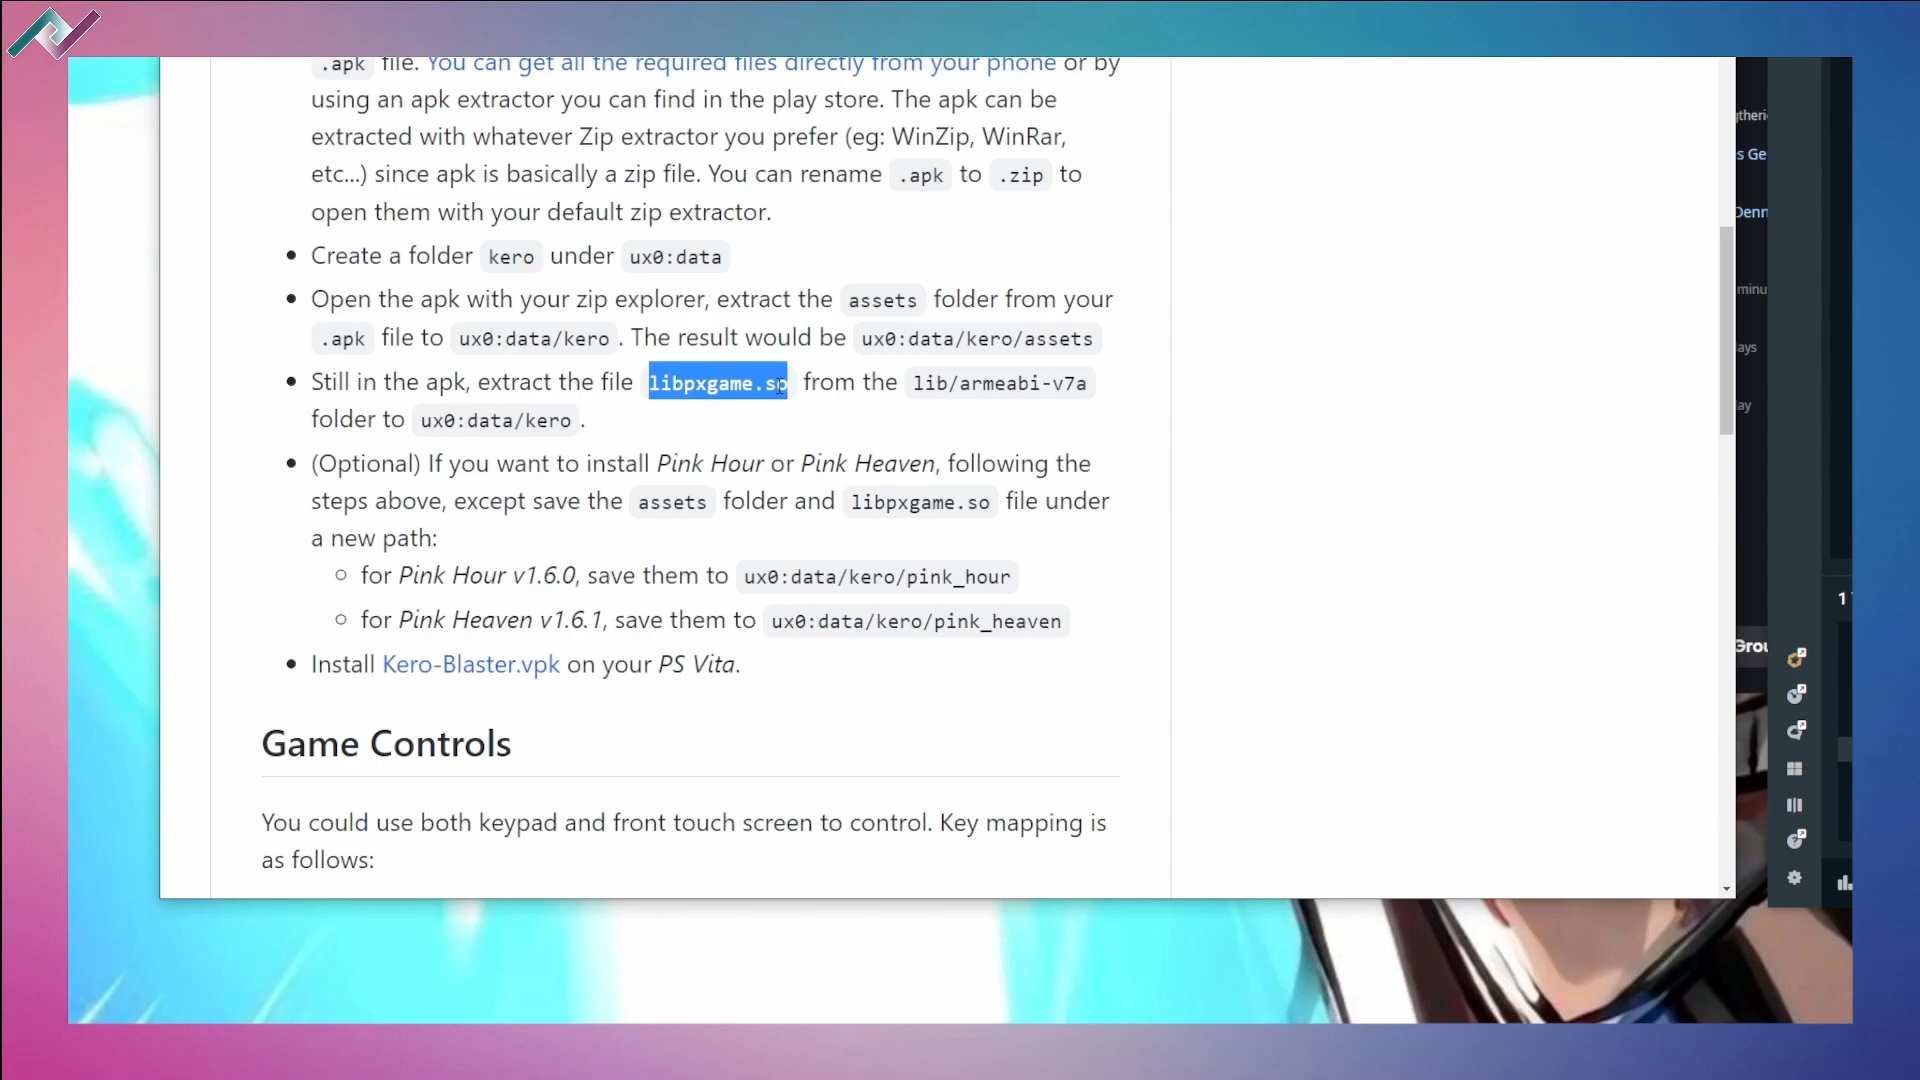 .apk file. You can get all the required files directly from your phone or by
using an apk extractor you can find in the play store. The apk can be
extracted with whatever Zip extractor you prefer (eg: WinZip, WinRar,
etc...) since apk is basically a zip file. You can rename .apk to .zip to
open them with your default zip extractor.
Create a folder kero under ux0:data
Open the apk with your zip explorer, extract the assets folder from your
.apk file to ux0:data/kero. The result would be ux0:data/kero/assets
Still in the apk, extract the file libpxgame.so from the lib/armeabi-v7a
folder to ux0:data/kero.
(Optional) If you want to install Pink Hour or Pink Heaven, following the
steps above, except save the assets folder and libpxgame.so file under
a new path:
for Pink Hour v1.6.0, save them to ux0:data/kero/pink_hour
for Pink Heaven v1.6.1, save them to ux0:data/kero/pink_heaven
Install Kero-Blaster.vpk on your PS Vita.
Game Controls
You could use both keypad and front touch screen to control. Key mapping is
as follows:
s Ge
Denn
minu
ays
ay
1
Grou